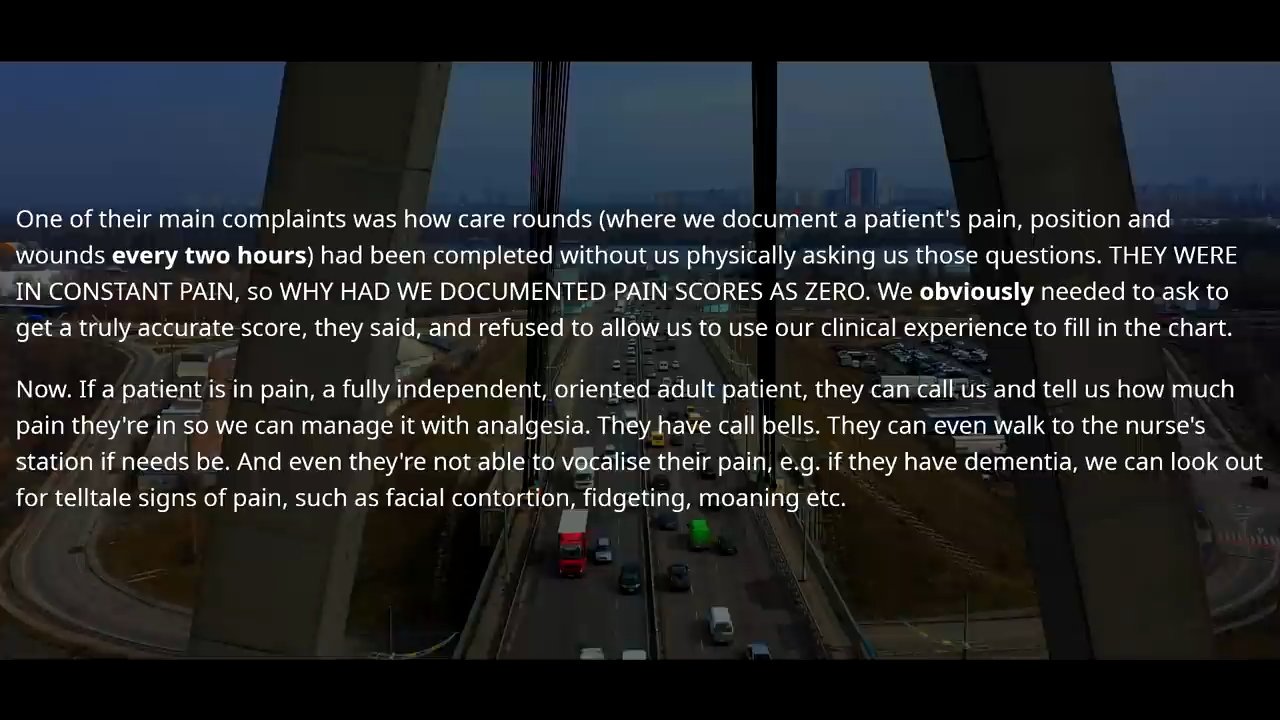 One of their main complaints was how care rounds (where we document a patient's pain, position and
wounds every two hours) had been completed without us physically asking us those questions. THEY WERE
IN CONSTANT PAIN, so WHY HAD WE DOCUMENTED PAIN SCORES AS ZERO. We obviously needed to ask to
get a truly accurate score, they said, and refused to allow us to use our clinical experience to fill in the chart.
Now. If a patient is in pain, a fully independent, oriented adult patient, they can call us and tell us how much
pain they're in so we can manage it with analgesia. They have call bells. They can even walk to the nurse's
station if needs be. And even they're not able to vocalise their pain, e.g. if they have dementia, we can look out
for telltale signs of pain, such as facial contortion, fidgeting, moaning etc.